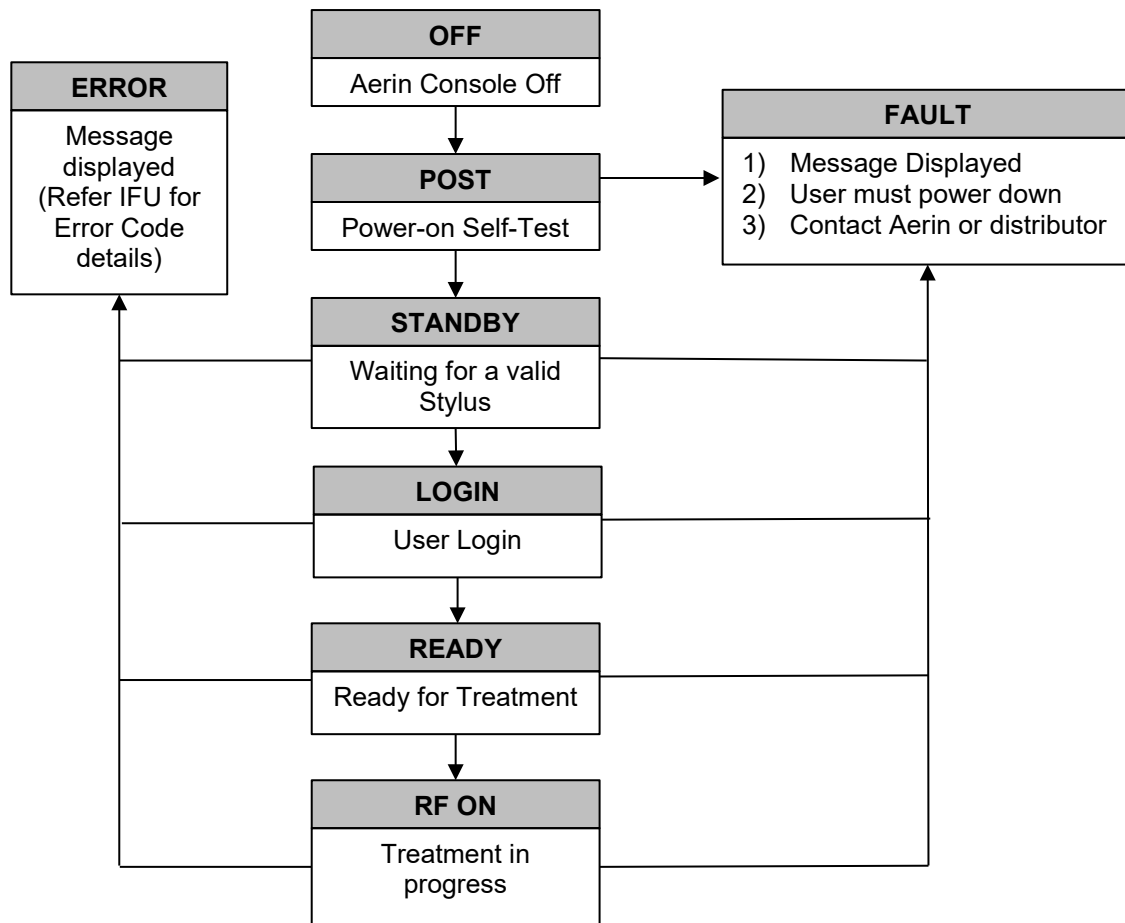 OFF
Aerin Console Off
ERROR
Message
displayed
(Refer IFU for
Error Code
details)
FAULT
1) Message Displayed
2) User must power down
3) Contact Aerin or distributor
POST
Power-on Self-Test
STANDBY
Waiting for a valid
Stylus
LOGIN
User Login
READY
Ready for Treatment
RF ON
Treatment in
progress